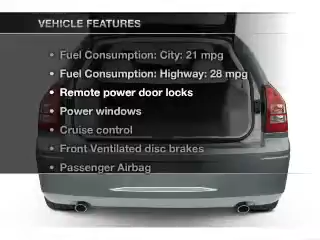 VEHICLE FEATURES
• Fuel Consumption: City: 21 mpg
• Fuel Consumption: Highway: 28 mpg
• Remote power door locks
• Power windows
• Cruise control
• Front Ventilated disc brakes
• Passenger Airbag